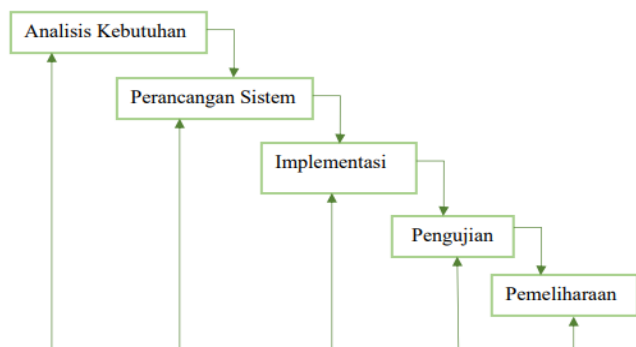 Analisis Kebutuhan
Perancangan Sistem
Implementasi
Pengujian
Pemeliharaan